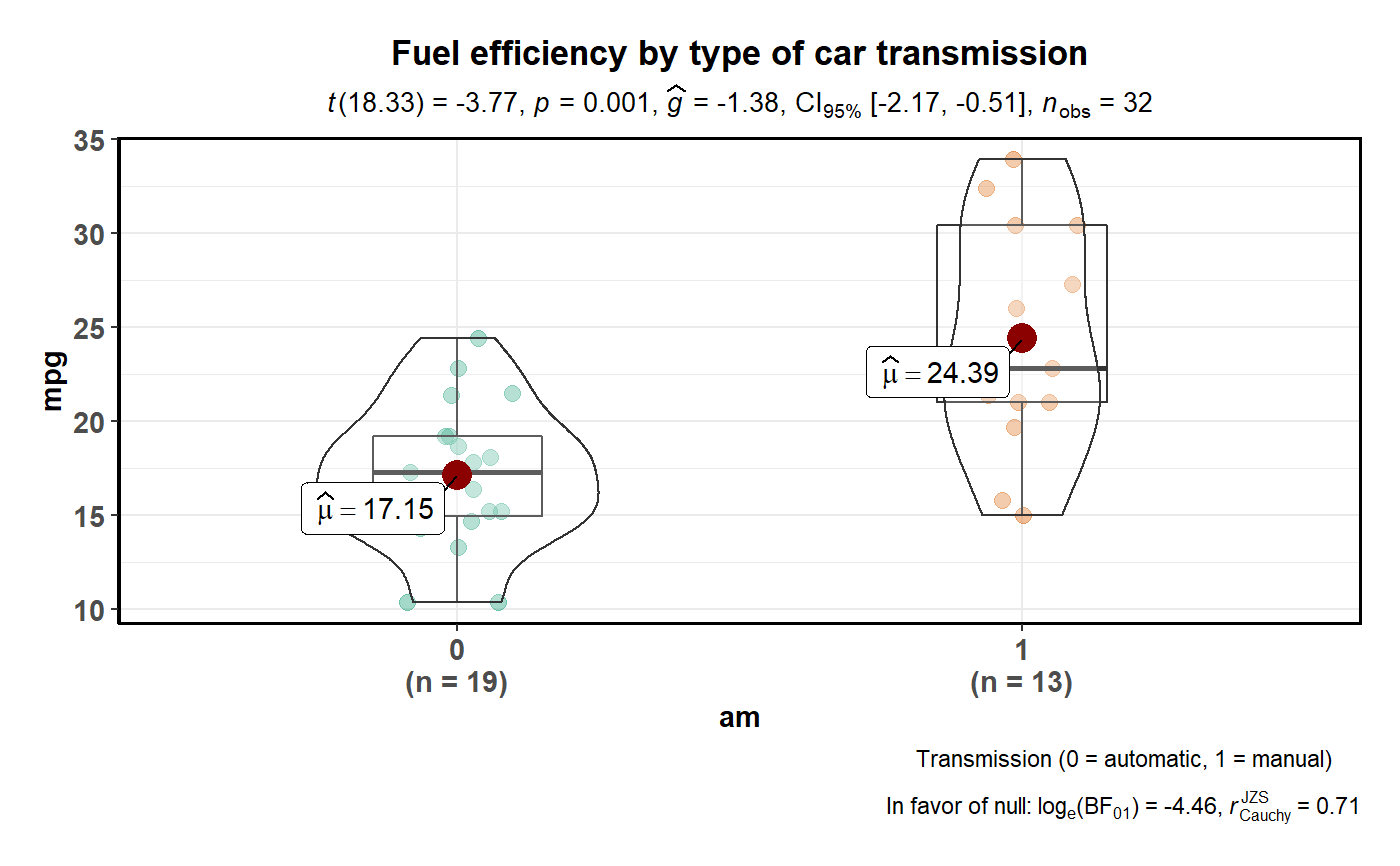 Fuel efficiency by type of car transmission
t(18.33) = -3.77, p = 0.001, ĝ = -1.38, CI95% [-2.17, -0.51], nobs = 32
35
30
25
20
15
10
mpg
μ̂ = 24.39
μ̂ = 17.15
0
(n = 19)
1
(n = 13)
am
Transmission (0 = automatic, 1 = manual)
In favor of null: loge(BF01) = -4.46, rJZSCauchy = 0.71